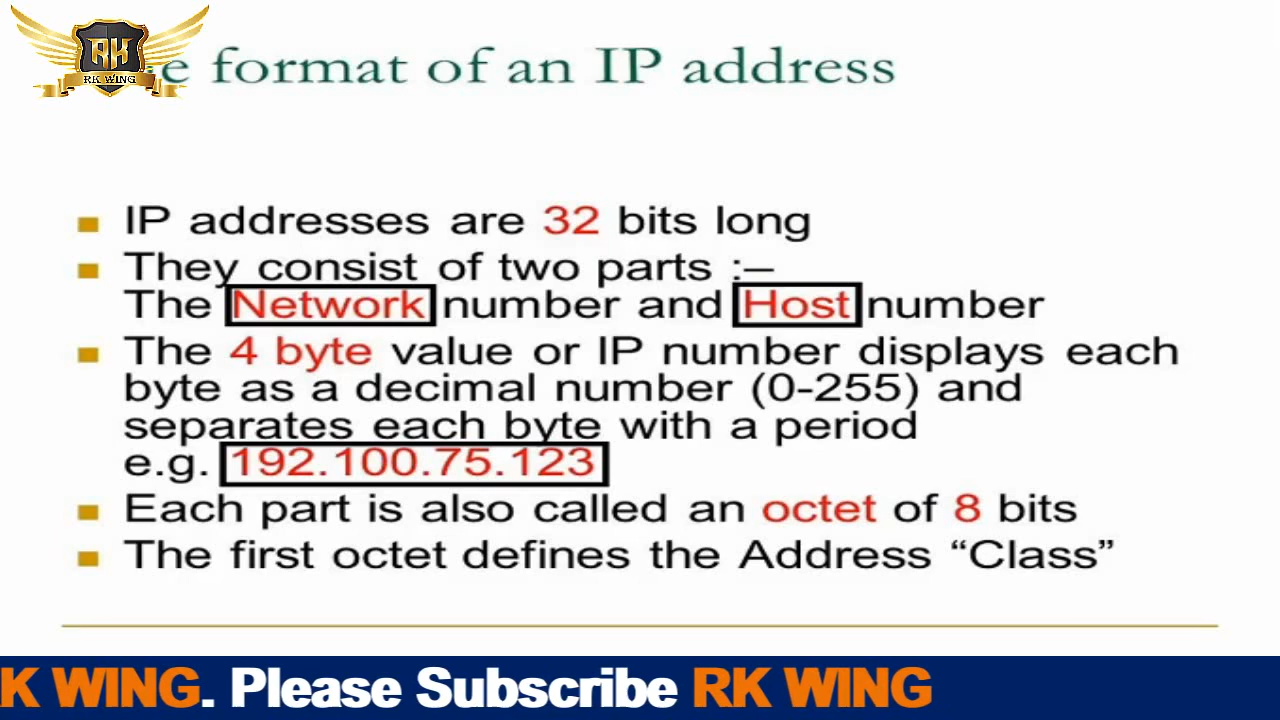 RK
RK WING
e format of an IP address
IP addresses are 32 bits long
They consist of two parts :–
The Network number and Host number
The 4 byte value or IP number displays each
byte as a decimal number (0-255) and
separates each byte with a period
e.g. 192.100.75.123
Each part is also called an octet of 8 bits
The first octet defines the Address “Class”
K WING. Please Subscribe RK WING